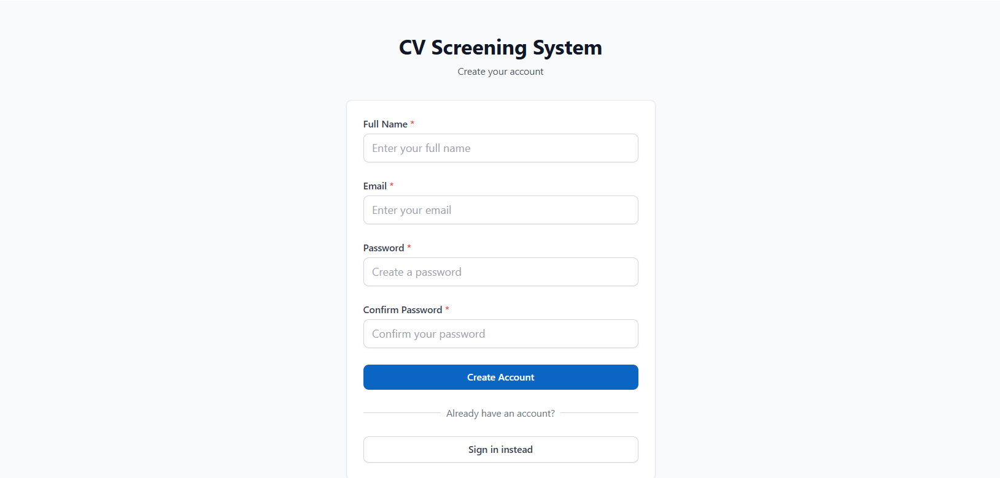 CV Screening System
Create your account
Full Name *
Enter your full name
Email *
Enter your email
Password *
Create a password
Confirm Password *
Confirm your password
Create Account
Already have an account?
Sign in instead